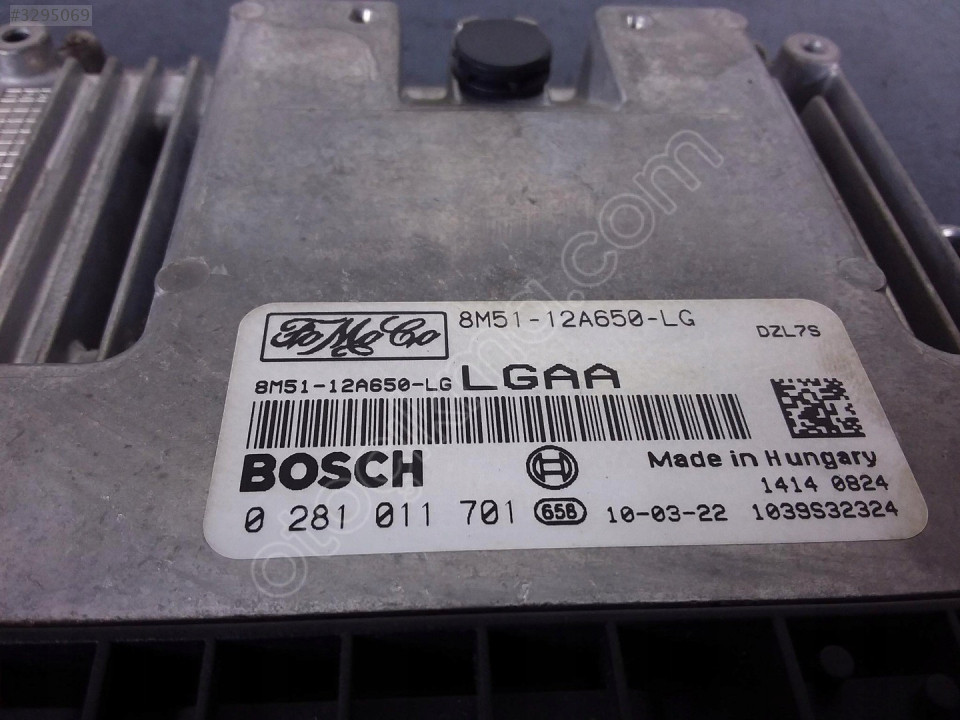 #3295069
FoMoCo
8M51-12A650-LG
DZL7S
8M51-12A650-LG LGAA
BOSCH
Made in Hungary
1414 0824
0 281 011 701 656 10-03-22 1039S32324